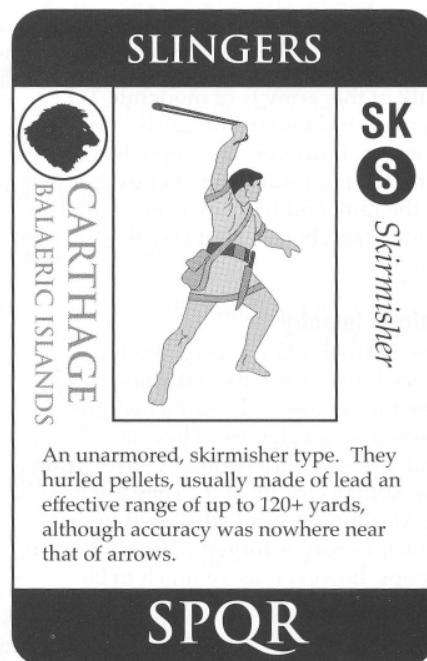 SLINGERS
CARTHAGE
BALAERIC ISLANDS
SK
S
Skirmisher
An unarmored, skirmisher type. They
hurled pellets, usually made of lead an
effective range of up to 120+ yards,
although accuracy was nowhere near
that of arrows.
SPQR